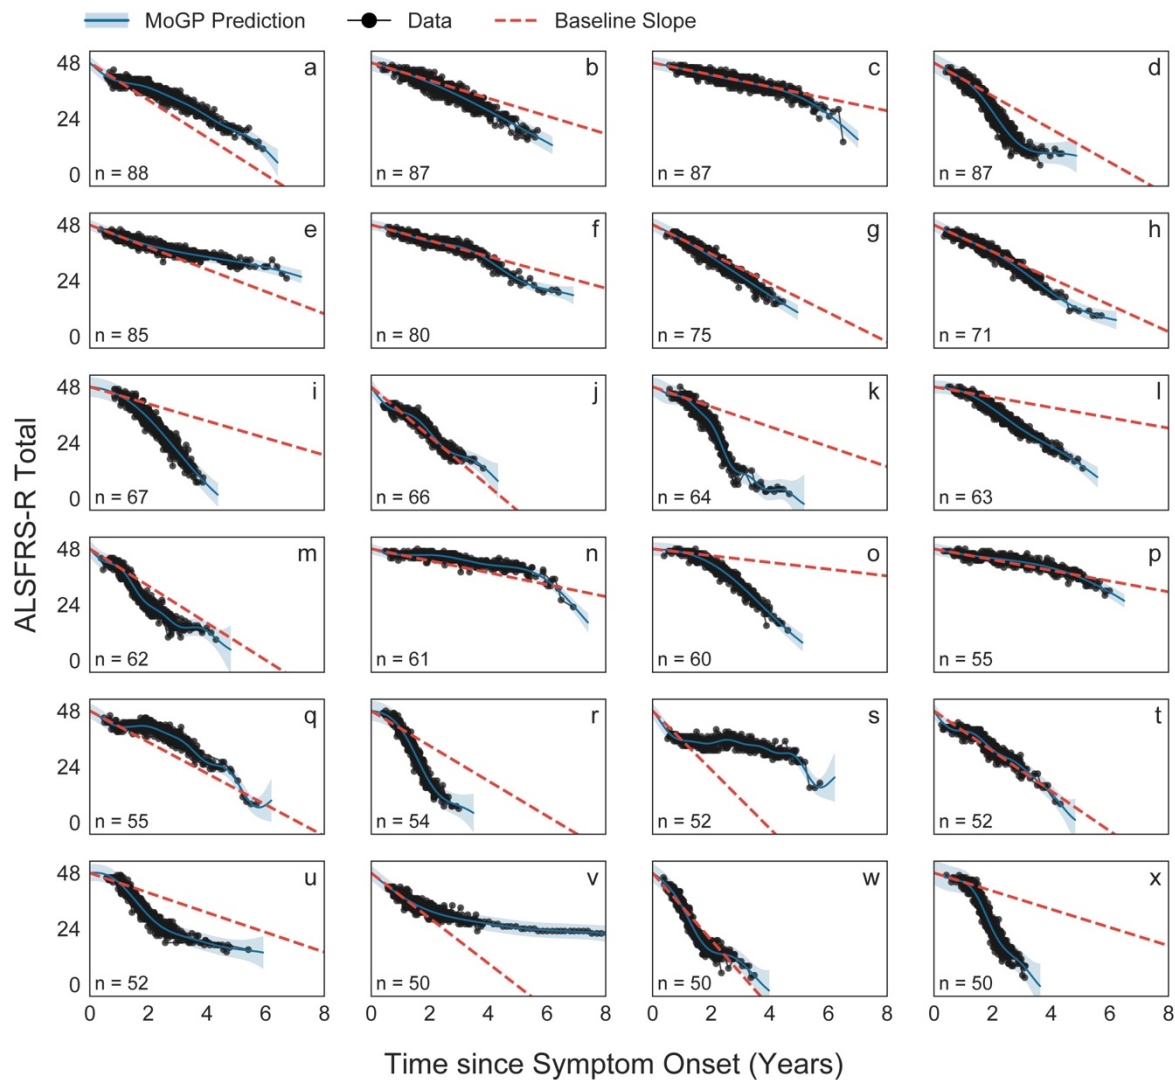 MoGP Prediction Data Baseline Slope
48 a b c d
24
0 n = 88 n = 87 n = 87 n = 87
48 e f g h
24
0 n = 85 n = 80 n = 75 n = 71
48 i j k l
24
0 n = 67 n = 66 n = 64 n = 63
48 m n o p
24
0 n = 62 n = 61 n = 60 n = 55
48 q r s t
24
0 n = 55 n = 54 n = 52 n = 52
48 u v w x
24
0 n = 52 n = 50 n = 50 n = 50
0 2 4 6 8 0 2 4 6 8 0 2 4 6 8 0 2 4 6 8
ALSFRS-R Total
Time since Symptom Onset (Years)